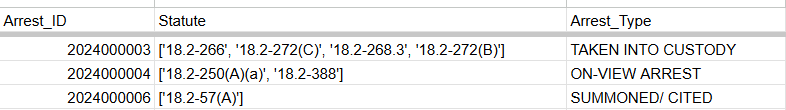 Arrest_ID Statute Arrest_Type
2024000003 ['18.2-266', '18.2-272(C)', '18.2-268.3', '18.2-272(B)'] TAKEN INTO CUSTODY
2024000004 ['18.2-250(A)(a)', '18.2-388'] ON-VIEW ARREST
2024000006 ['18.2-57(A)'] SUMMONED/ CITED